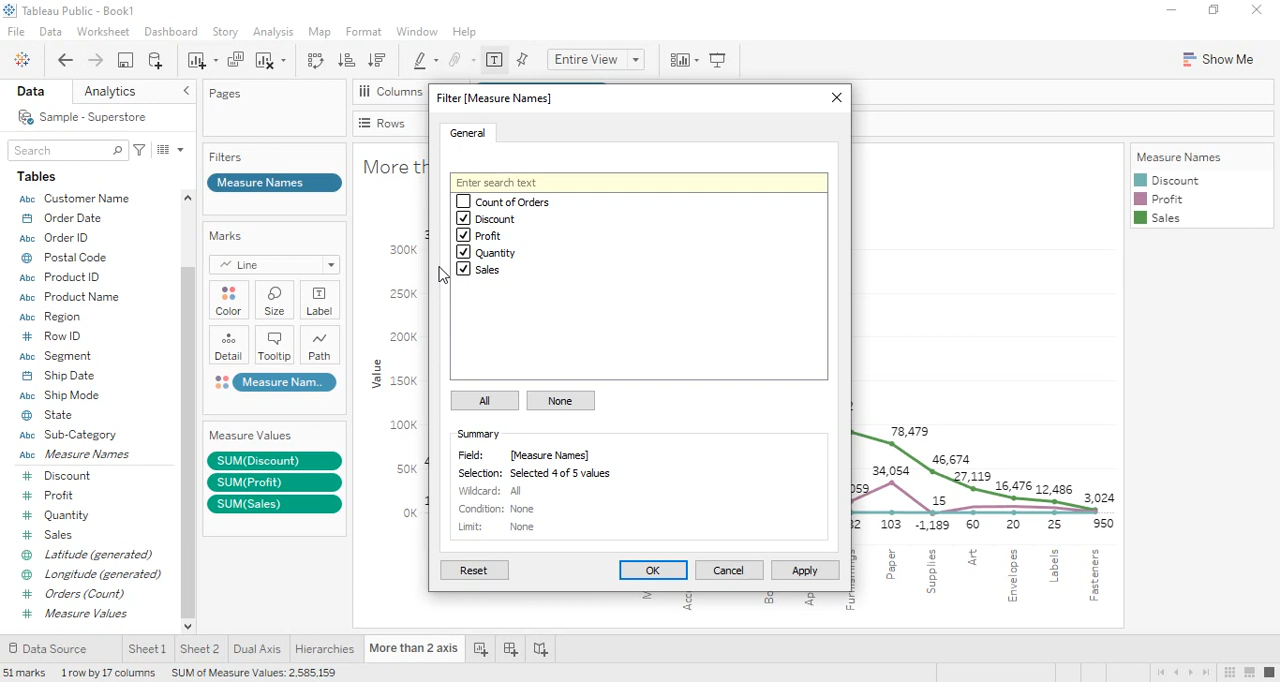 Tableau Public - Book1
File Data Worksheet Dashboard Story Analysis Map Format Window Help
Entire View
Show Me
Data Analytics
Sample - Superstore
Search
Tables
Abc Customer Name
Order Date
Abc Order ID
Postal Code
Abc Product ID
Abc Product Name
Abc Region
# Row ID
Abc Segment
Ship Date
Abc Ship Mode
State
Abc Sub-Category
Abc Measure Names
# Discount
# Profit
# Quantity
# Sales
Latitude (generated)
Longitude (generated)
# Orders (Count)
# Measure Values
Pages
Filters
Measure Names
Marks
Line
Color Size Label
Detail Tooltip Path
Measure Nam..
Measure Values
SUM(Discount)
SUM(Profit)
SUM(Sales)
Columns
Rows
More th
300K
250K
200K
150K
100K
50K
0K
Value
Filter [Measure Names]
General
Enter search text
Count of Orders
Discount
Profit
Quantity
Sales
All None
Summary
Field: [Measure Names]
Selection: Selected 4 of 5 values
Wildcard: All
Condition: None
Limit: None
Reset OK Cancel Apply
78,479
46,674
34,054
27,119
16,476
12,486
3,024
15
103 -1,189 60 20 25 950
Furnishings
Paper
Supplies
Art
Envelopes
Labels
Fasteners
Measure Names
Discount
Profit
Sales
Data Source Sheet 1 Sheet 2 Dual Axis Hierarchies More than 2 axis
51 marks 1 row by 17 columns SUM of Measure Values: 2,585,159